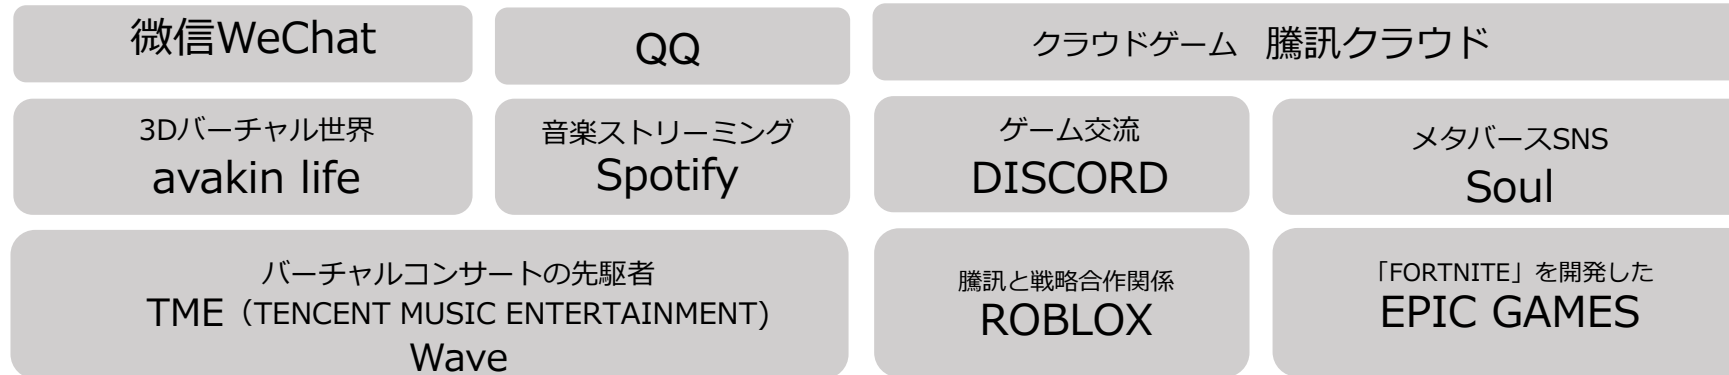 微信WeChat
QQ
クラウドゲーム 騰訊クラウド
3Dバーチャル世界
avakin life
音楽ストリーミング
Spotify
ゲーム交流
DISCORD
メタバースSNS
Soul
バーチャルコンサートの先駆者
TME（TENCENT MUSIC ENTERTAINMENT)
Wave
騰訊と戦略合作関係
ROBLOX
「FORTNITE」を開発した
EPIC GAMES